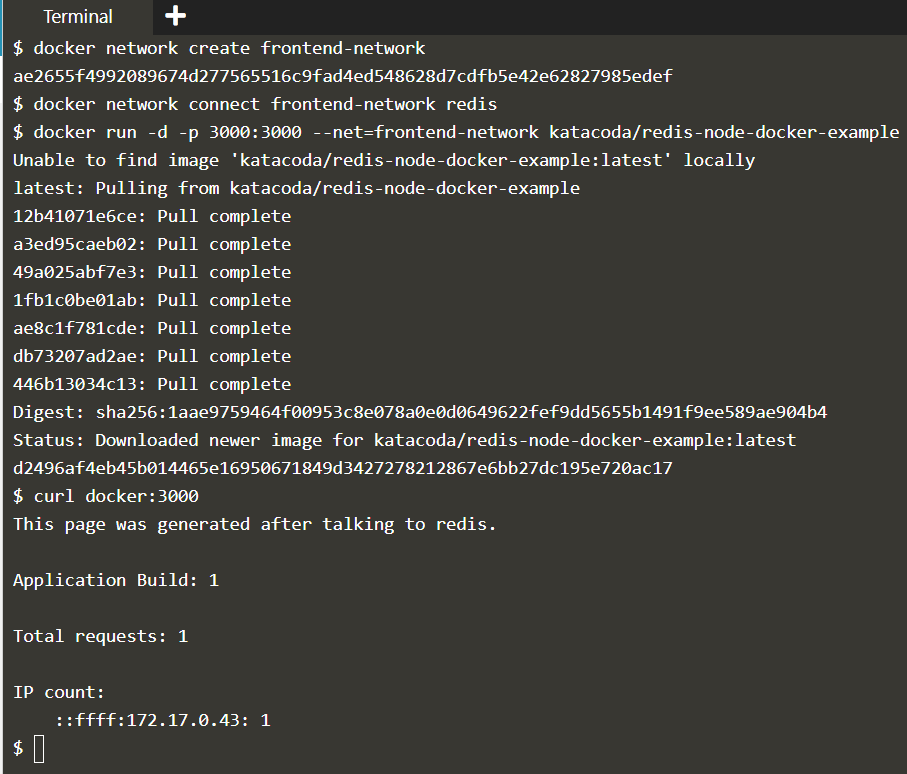 Terminal
$ docker network create frontend-network
ae2655f4992089674d277565516c9fad4ed548628d7cdfb5e42e62827985edef
$ docker network connect frontend-network redis
$ docker run -d -p 3000:3000 --net=frontend-network katacoda/redis-node-docker-example
Unable to find image 'katacoda/redis-node-docker-example:latest' locally
latest: Pulling from katacoda/redis-node-docker-example
12b41071e6ce: Pull complete
a3ed95caeb02: Pull complete
49a025abf7e3: Pull complete
1fb1c0be01ab: Pull complete
ae8c1f781cde: Pull complete
db73207ad2ae: Pull complete
446b13034c13: Pull complete
Digest: sha256:1aae9759464f00953c8e078a0e0d0649622fef9dd5655b1491f9ee589ae904b4
Status: Downloaded newer image for katacoda/redis-node-docker-example:latest
d2496af4eb45b014465e16950671849d3427278212867e6bb27dc195e720ac17
$ curl docker:3000
This page was generated after talking to redis.
Application Build: 1
Total requests: 1
IP count:
    ::ffff:172.17.0.43: 1
$